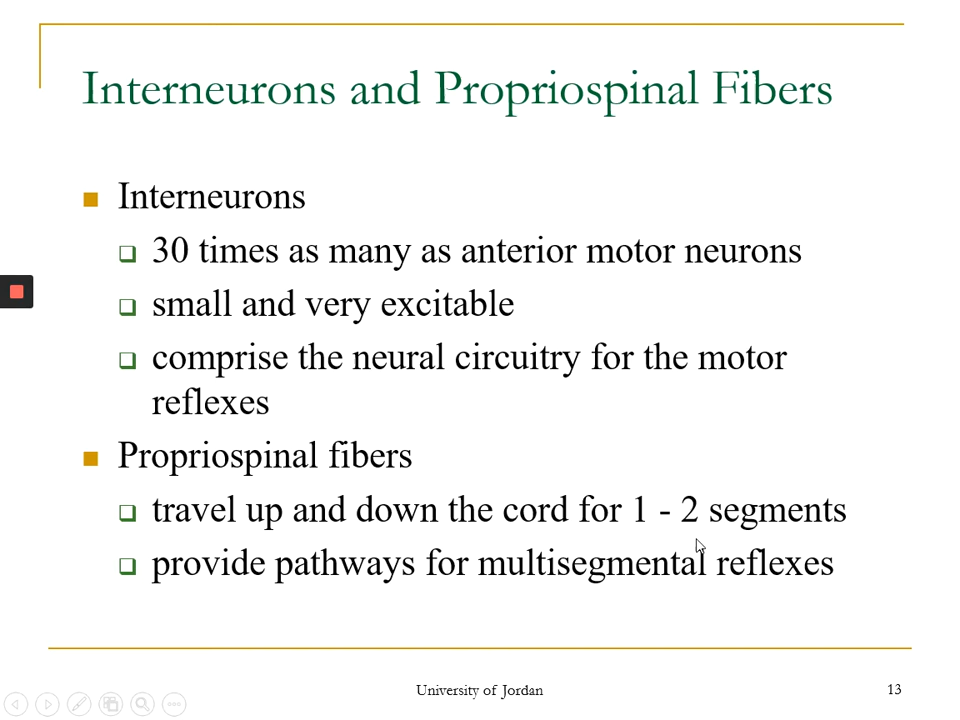 Interneurons and Propriospinal Fibers
Interneurons
30 times as many as anterior motor neurons
small and very excitable
comprise the neural circuitry for the motor
reflexes
Propriospinal fibers
travel up and down the cord for 1 - 2 segments
provide pathways for multisegmental reflexes
University of Jordan
13